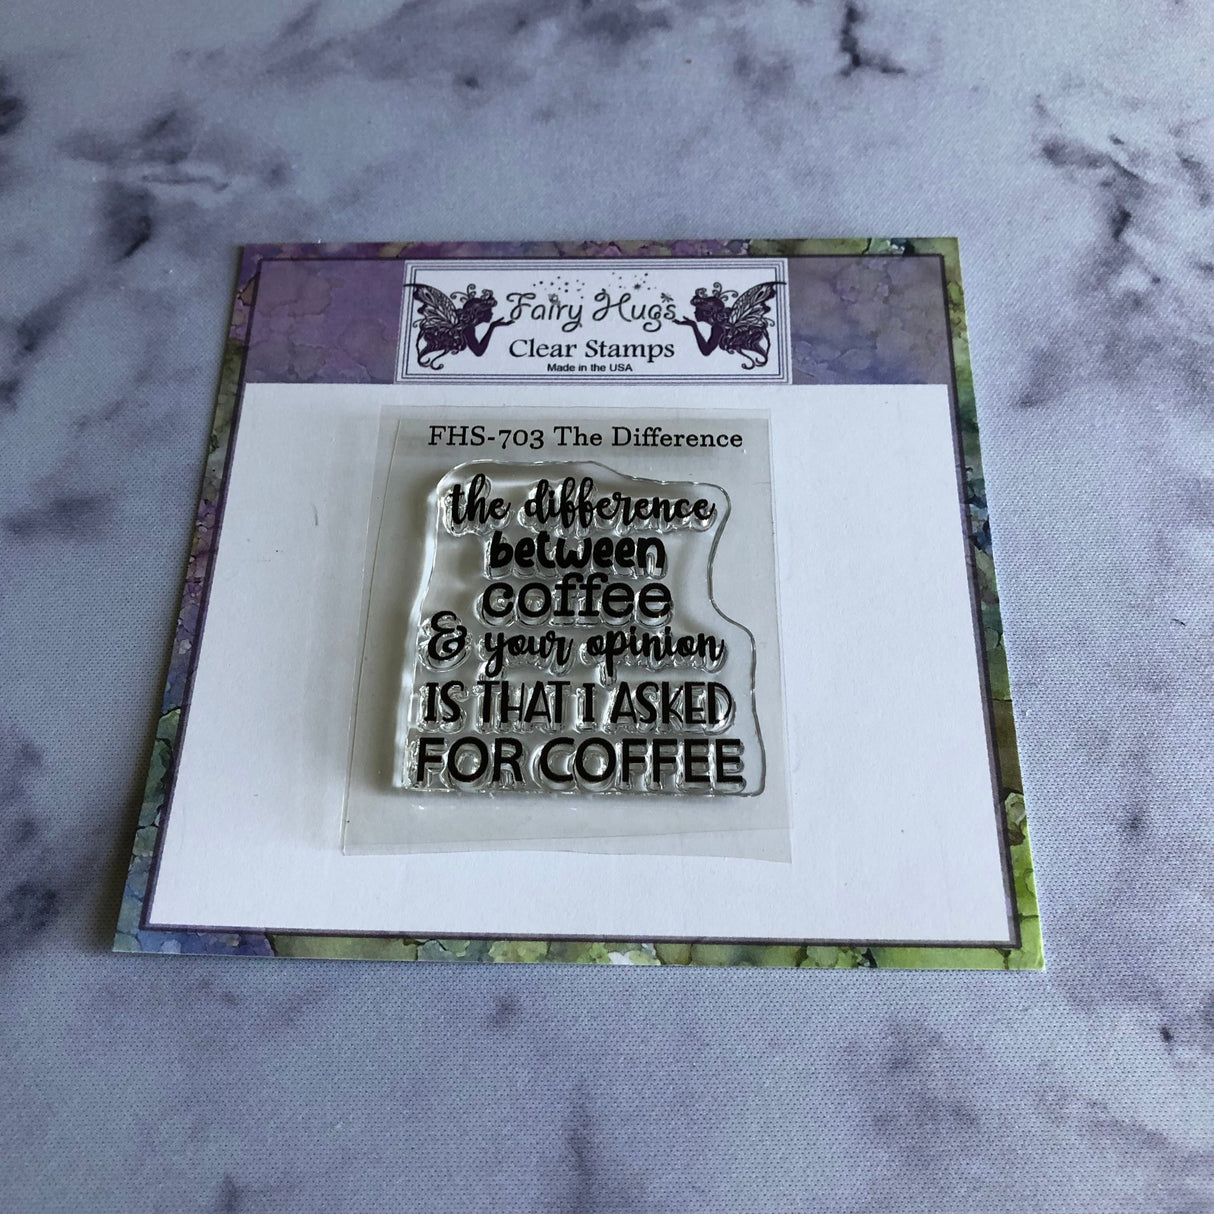 Fairy Hugs
Clear Stamps
Made in the USA
FHS-703 The Difference
the difference
between
coffee
& your opinion
IS THAT I ASKED
FOR COFFEE